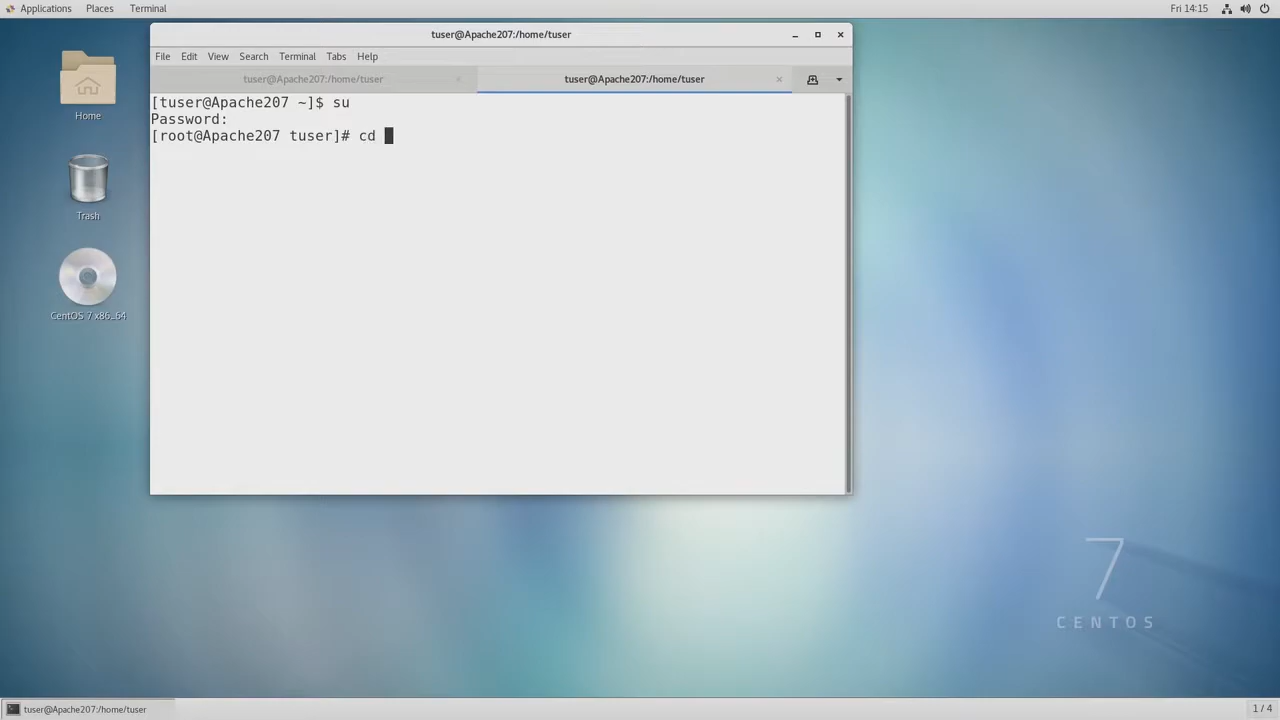 Applications Places Terminal Fri 14:15
tuser@Apache207:/home/tuser
File Edit View Search Terminal Tabs Help
tuser@Apache207:/home/tuser × tuser@Apache207:/home/tuser ×
[tuser@Apache207 ~]$ su
Password:
[root@Apache207 tuser]# cd
Home
Trash
CentOS 7 x86_64
7
CENTOS
tuser@Apache207:/home/tuser 1 / 4